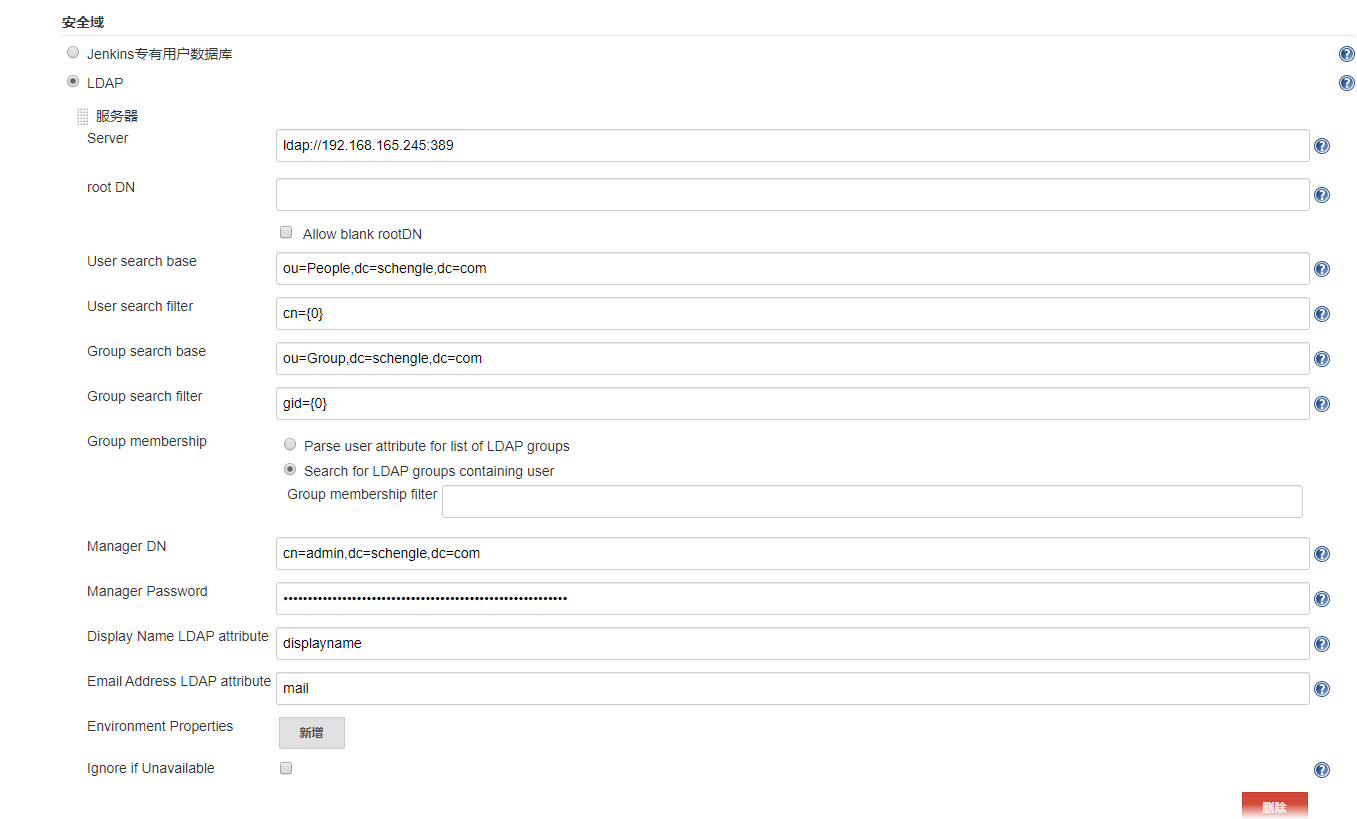 安全域
Jenkins专有用户数据库
LDAP
服务器
Server
ldap://192.168.165.245:389
root DN
Allow blank rootDN
User search base
ou=People,dc=schengle,dc=com
User search filter
cn={0}
Group search base
ou=Group,dc=schengle,dc=com
Group search filter
gid={0}
Group membership
Parse user attribute for list of LDAP groups
Search for LDAP groups containing user
Group membership filter
Manager DN
cn=admin,dc=schengle,dc=com
Manager Password
Display Name LDAP attribute
displayname
Email Address LDAP attribute
mail
Environment Properties
新增
Ignore if Unavailable
删除